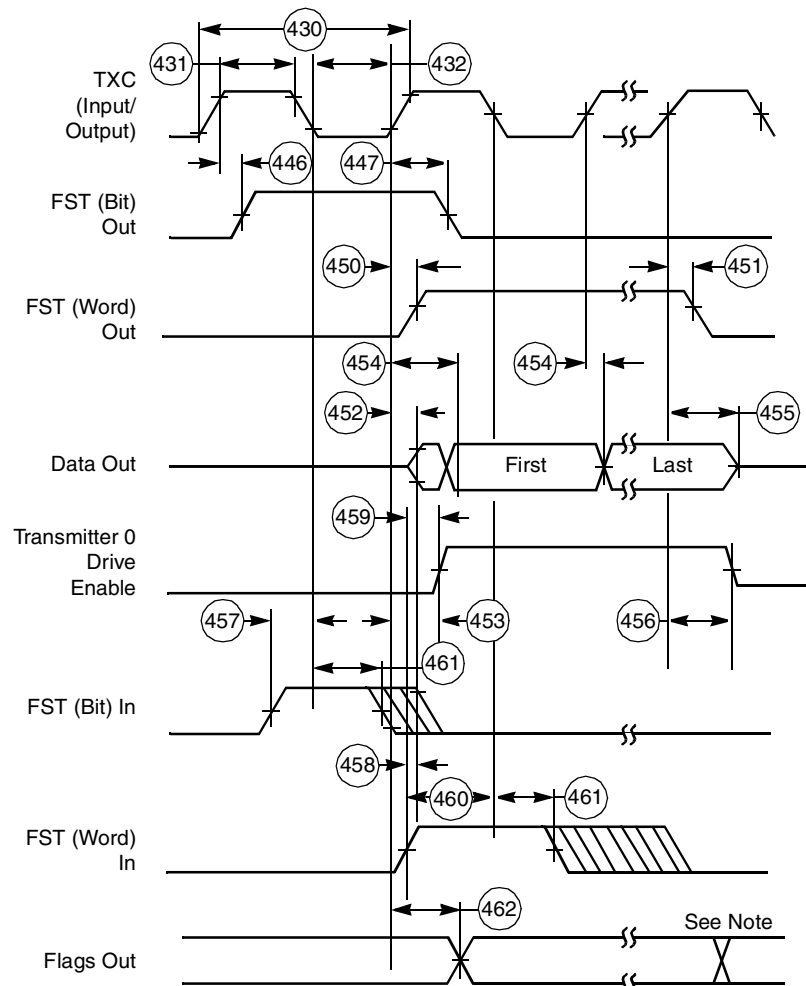 430
431
432
TXC
(Input/
Output)
446
447
FST (Bit)
Out
450
451
FST (Word)
Out
454
454
452
455
Data Out
First
Last
459
Transmitter 0
Drive
Enable
457
453
456
461
FST (Bit) In
458
460
461
FST (Word)
In
462
See Note
Flags Out